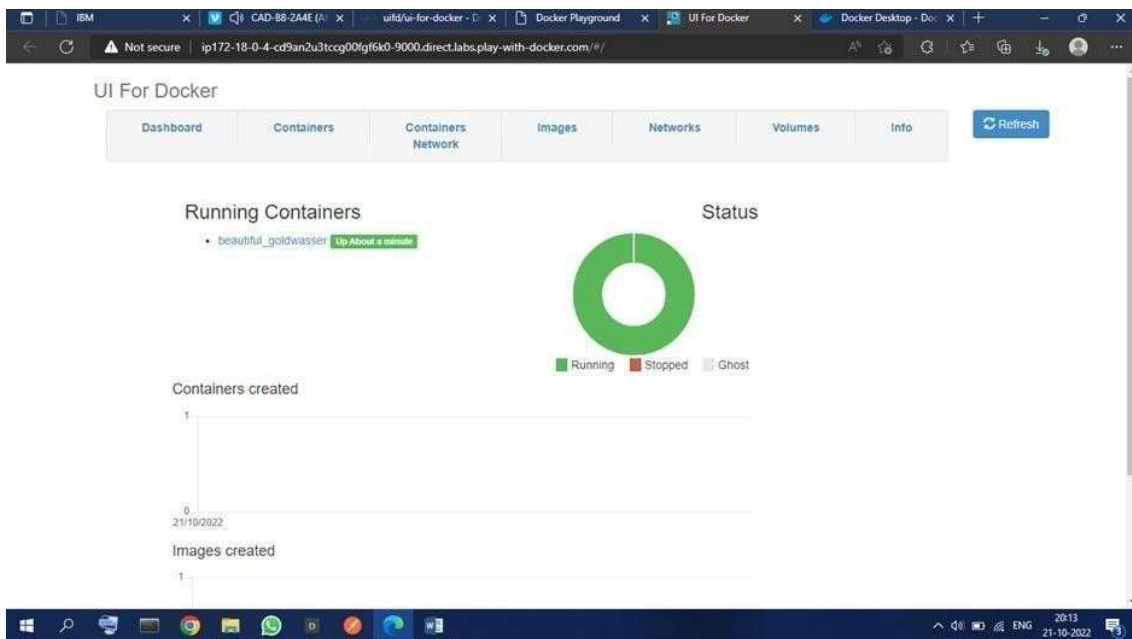 IBM
CAD-BB-2A4E (A
uifd/ui-for-docker - D
Docker Playground
UI For Docker
Docker Desktop - Doc
Not secure
ip172-18-0-4-cd9an2u3tccg00fgf6k0-9000.direct.labs.play-with-docker.com/#/
UI For Docker
Dashboard
Containers
Containers
Network
Images
Networks
Volumes
Info
Refresh
Running Containers
beautiful_goldwasser Up About a minute
Status
Running
Stopped
Ghost
Containers created
1
0
21/10/2022
Images created
1
ENG
20:13
21-10-2022